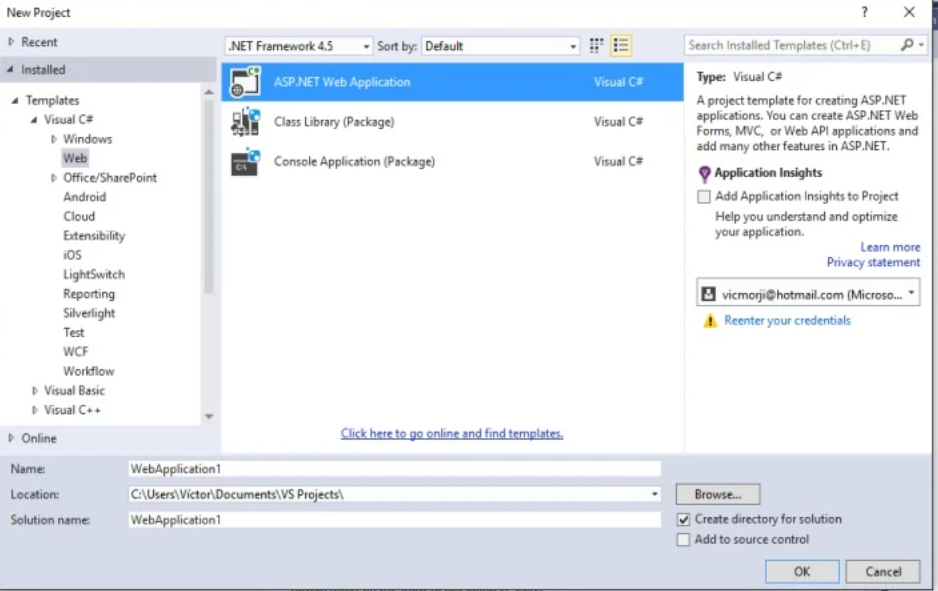 New Project
? ×
Recent
.NET Framework 4.5 Sort by: Default
Search Installed Templates (Ctrl+E)
Installed
Templates
Visual C#
Windows
Web
Office/SharePoint
Android
Cloud
Extensibility
iOS
LightSwitch
Reporting
Silverlight
Test
WCF
Workflow
Visual Basic
Visual C++
Online
ASP.NET Web Application Visual C#
Class Library (Package) Visual C#
Console Application (Package) Visual C#
Click here to go online and find templates.
Type: Visual C#
A project template for creating ASP.NET
applications. You can create ASP.NET Web
Forms, MVC, or Web API applications and
add many other features in ASP.NET.
Application Insights
Add Application Insights to Project
Help you understand and optimize
your application.
Learn more
Privacy statement
vicmorji@hotmail.com (Microso...
Reenter your credentials
Name: WebApplication1
Location: C:\Users\Víctor\Documents\VS Projects\ Browse...
Solution name: WebApplication1
Create directory for solution
Add to source control
OK Cancel